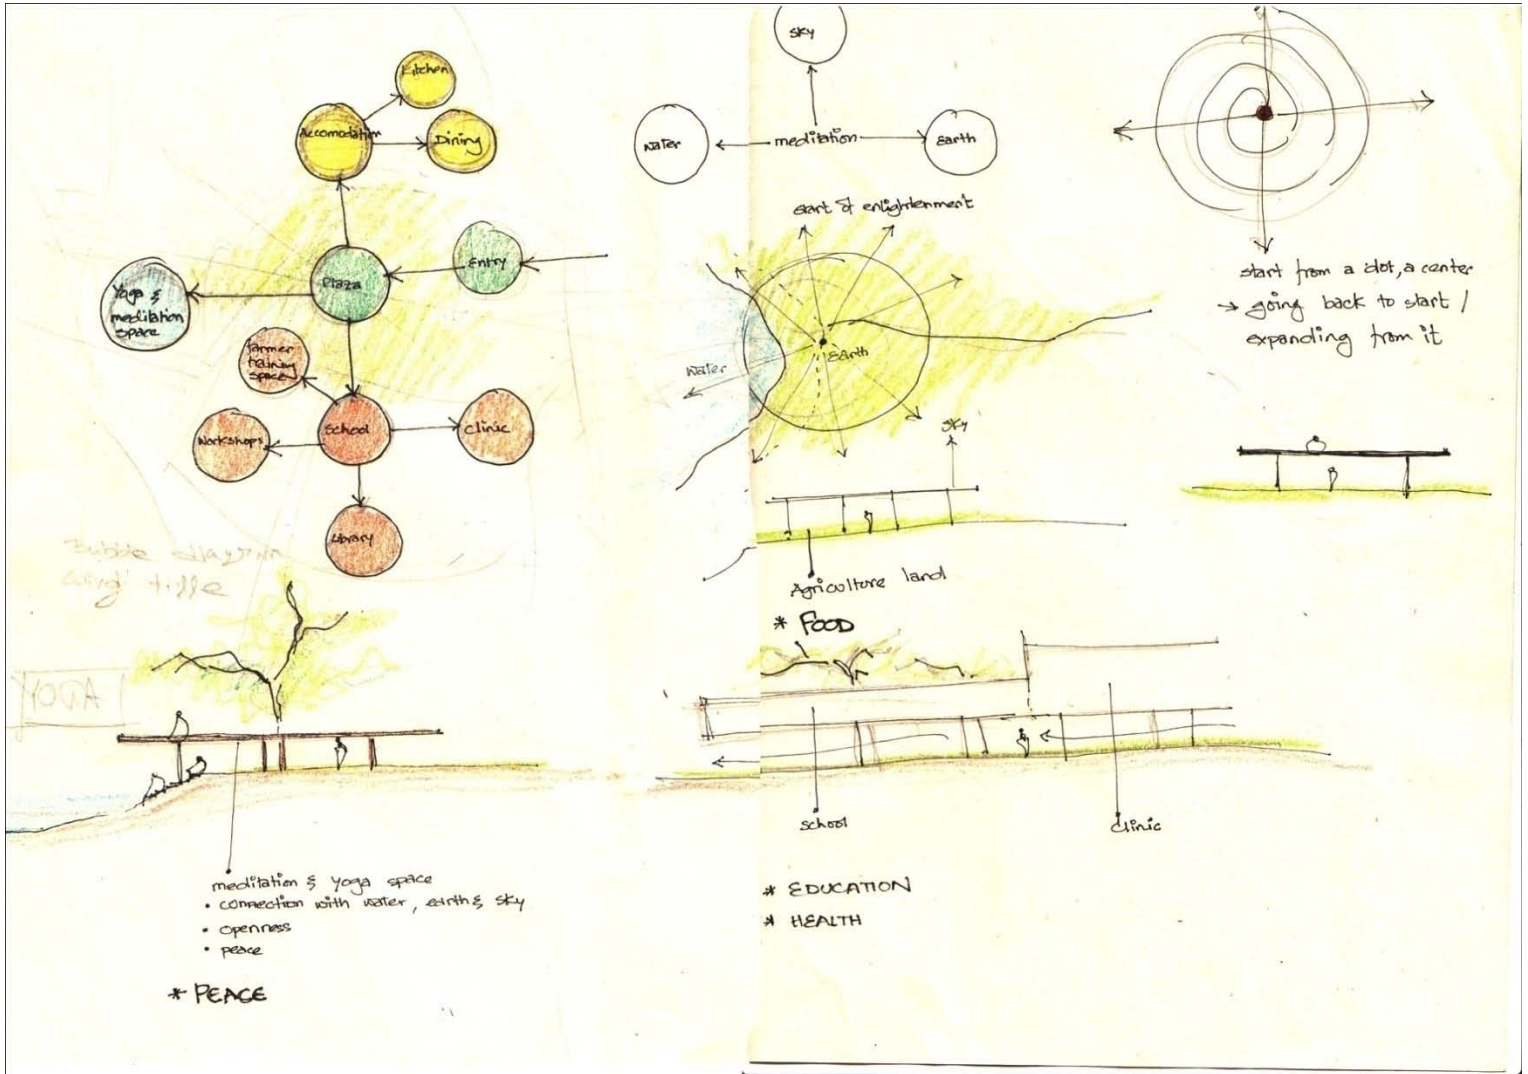 Kitchen
Accomodation
Dining
Entry
Plaza
Yoga &
meditation
space
farmer
training
space
School
Clinic
Workshops
Library
Bubble diagram
YOGA
meditation & yoga space
• connection with water, earth & sky
• openness
• peace
* PEACE
sky
water
meditation
Earth
start of enlightenment
Earth
water
sky
Agriculture land
* FOOD
school
clinic
* EDUCATION
* HEALTH
start from a dot, a center
→ going back to start /
expanding from it